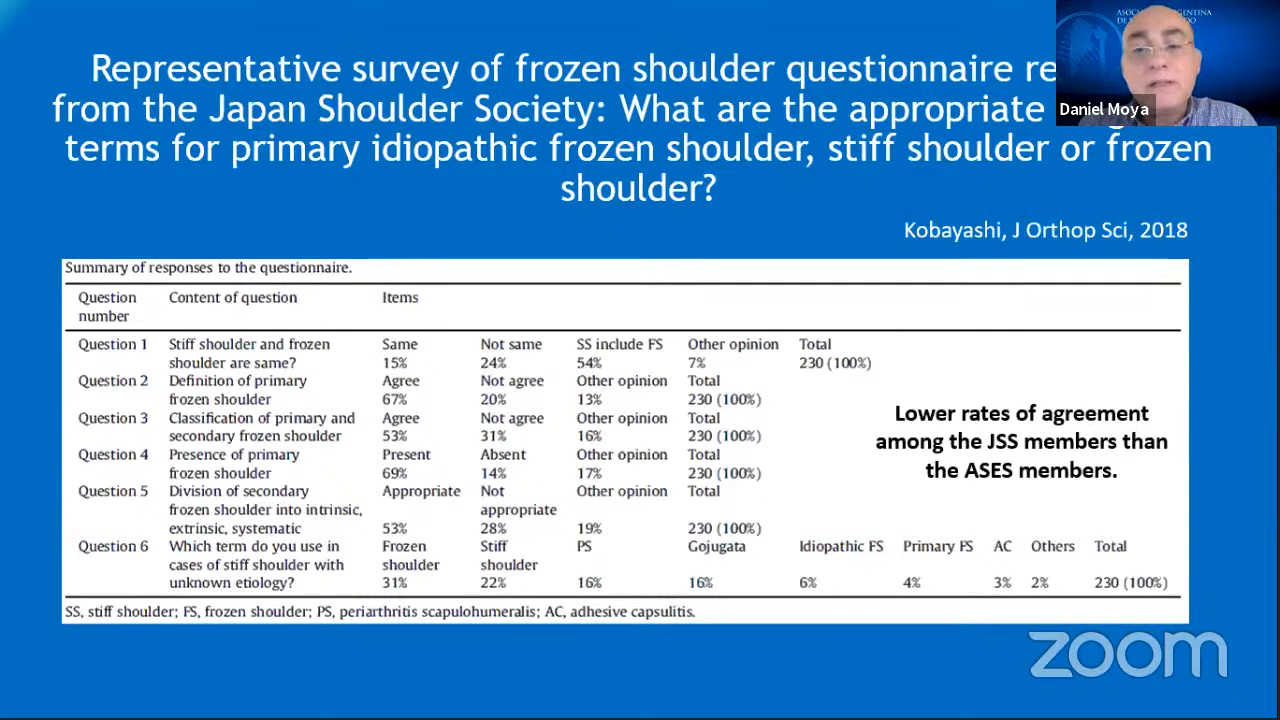 Representative survey of frozen shoulder questionnaire re
from the Japan Shoulder Society: What are the appropriate
terms for primary idiopathic frozen shoulder, stiff shoulder or frozen
shoulder?
Daniel Moya
Kobayashi, J Orthop Sci, 2018
Summary of responses to the questionnaire.
Question Content of question Items
number
Question 1 Stiff shoulder and frozen Same Not same SS include FS Other opinion Total
shoulder are same? 15% 24% 54% 7% 230 (100%)
Question 2 Definition of primary Agree Not agree Other opinion Total
frozen shoulder 67% 20% 13% 230 (100%)
Question 3 Classification of primary and Agree Not agree Other opinion Total
secondary frozen shoulder 53% 31% 16% 230 (100%)
Question 4 Presence of primary Present Absent Other opinion Total
frozen shoulder 69% 14% 17% 230 (100%)
Question 5 Division of secondary Appropriate Not Other opinion Total
frozen shoulder into intrinsic, appropriate
extrinsic, systematic 53% 28% 19% 230 (100%)
Question 6 Which term do you use in Frozen Stiff PS Gojugata Idiopathic FS Primary FS AC Others Total
cases of stiff shoulder with shoulder shoulder
unknown etiology? 31% 22% 16% 16% 6% 4% 3% 2% 230 (100%)
SS, stiff shoulder; FS, frozen shoulder; PS, periarthritis scapulohumeralis; AC, adhesive capsulitis.
Lower rates of agreement
among the JSS members than
the ASES members.
zoom